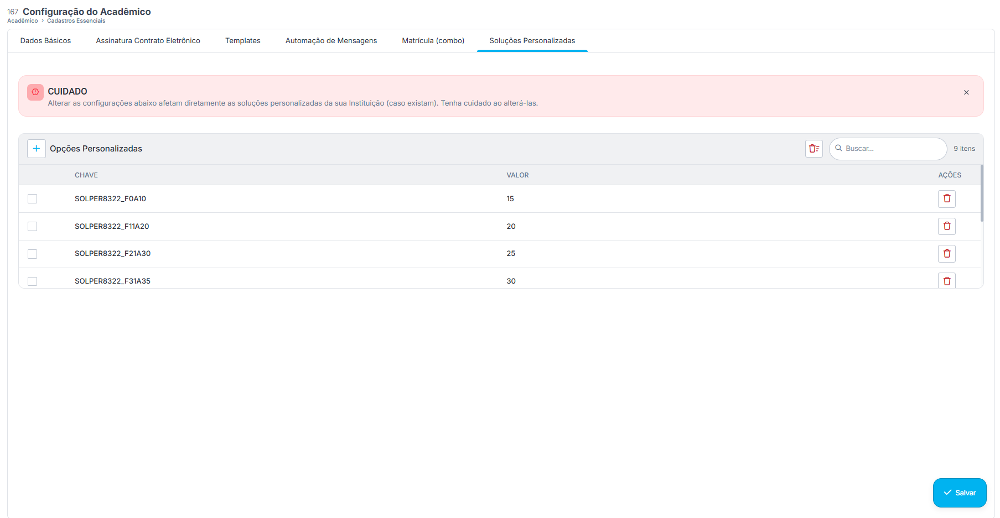 167 Configuração do Acadêmico
Acadêmico > Cadastros Essenciais
Dados Básicos Assinatura Contrato Eletrônico Templates Automação de Mensagens Matrícula (combo) Soluções Personalizadas
CUIDADO
Alterar as configurações abaixo afetam diretamente as soluções personalizadas da sua Instituição (caso existam). Tenha cuidado ao alterá-las.
Opções Personalizadas Buscar... 9 itens
CHAVE VALOR AÇÕES
SOLPER8322_F0A10 15
SOLPER8322_F11A20 20
SOLPER8322_F21A30 25
SOLPER8322_F31A35 30
Salvar